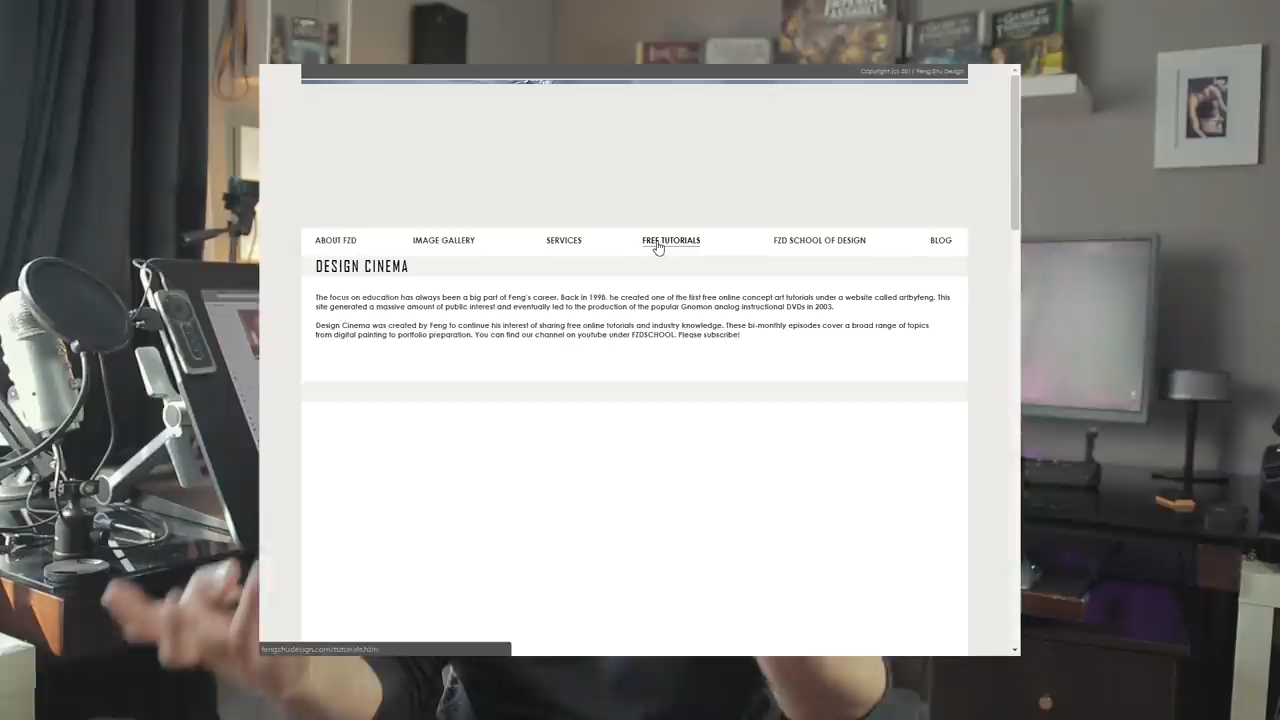 Copyright (c) 2011 Feng Zhu Design
ABOUT FZD IMAGE GALLERY SERVICES FREE TUTORIALS FZD SCHOOL OF DESIGN BLOG
DESIGN CINEMA
The focus on education has always been a big part of Feng's career. Back in 1998, he created one of the first free online concept art tutorials under a website called artbyfeng. This
site generated a massive amount of public interest and eventually led to the production of the popular Gnomon analog instructional DVDs in 2003.
Design Cinema was created by Feng to continue his interest of sharing free online tutorials and industry knowledge. These bi-monthly episodes cover a broad range of topics
from digital painting to portfolio preparation. You can find our channel on youtube under FZDSCHOOL. Please subscribe!
fengzhudesign.com/tutorials.htm